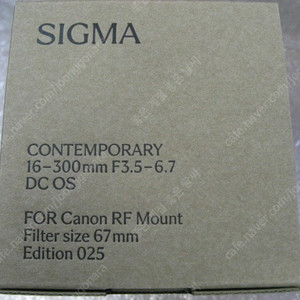 SIGMA
CONTEMPORARY
16–300mm F3.5–6.7
DC OS
FOR Canon RF Mount
Filter size 67mm
Edition 025